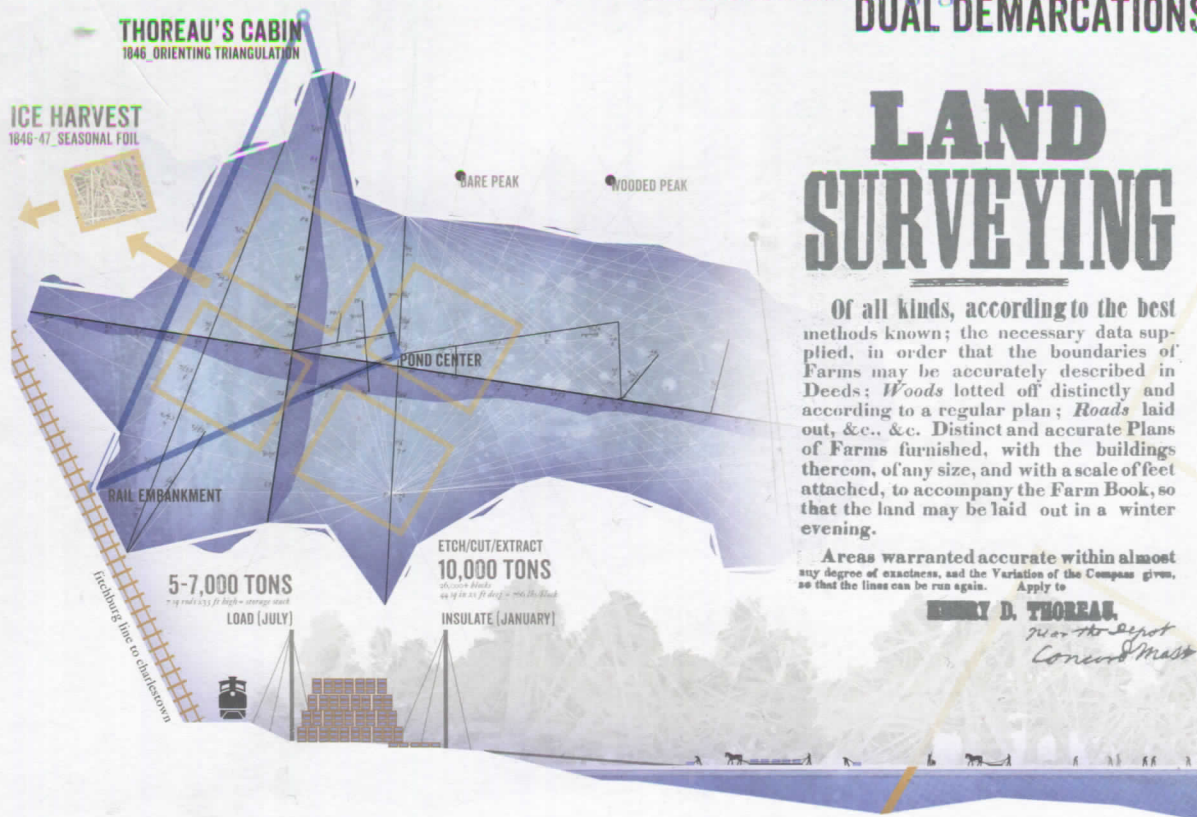 DUAL DEMARCATIONS
THOREAU'S CABIN
1846_ORIENTING TRIANGULATION
ICE HARVEST
1846-47_SEASONAL FOIL
BARE PEAK
WOODED PEAK
POND CENTER
RAIL EMBANKMENT
fitchburg line to charlestown
5-7,000 TONS
LOAD [JULY]
ETCH/CUT/EXTRACT
10,000 TONS
INSULATE [JANUARY]
LAND
SURVEYING
Of all kinds, according to the best
methods known; the necessary data sup-
plied, in order that the boundaries of
Farms may be accurately described in
Deeds; Woods lotted off distinctly and
according to a regular plan; Roads laid
out, &c., &c. Distinct and accurate Plans
of Farms furnished, with the buildings
thereon, of any size, and with a scale of feet
attached, to accompany the Farm Book, so
that the land may be laid out in a winter
evening.
Areas warranted accurate within almost
any degree of exactness, and the Variation of the Compass given,
so that the lines can be run again. Apply to
HENRY D. THOREAU.
near the Depot
Concord Mass